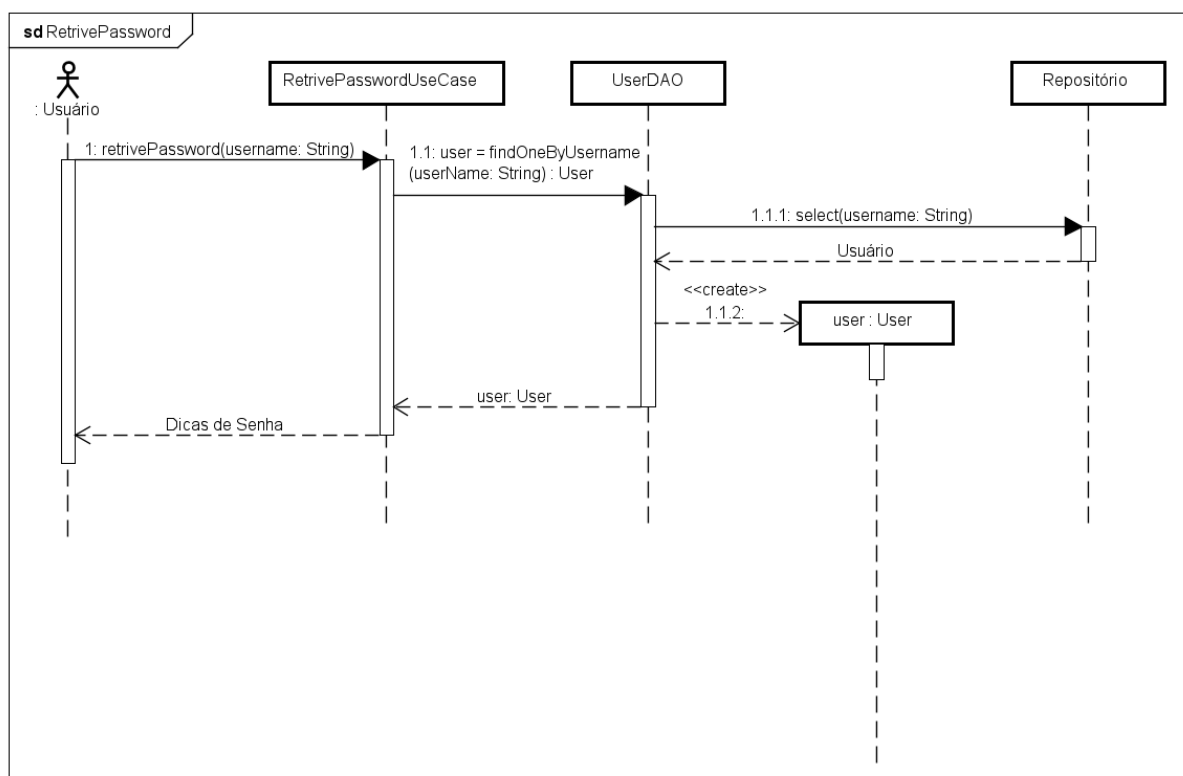 sd RetrivePassword
: Usuário
RetrivePasswordUseCase
UserDAO
Repositório
1: retrivePassword(username: String)
1.1: user = findOneByUsername
(userName: String) : User
1.1.1: select(username: String)
Usuário
<<create>>
1.1.2:
user : User
user: User
Dicas de Senha